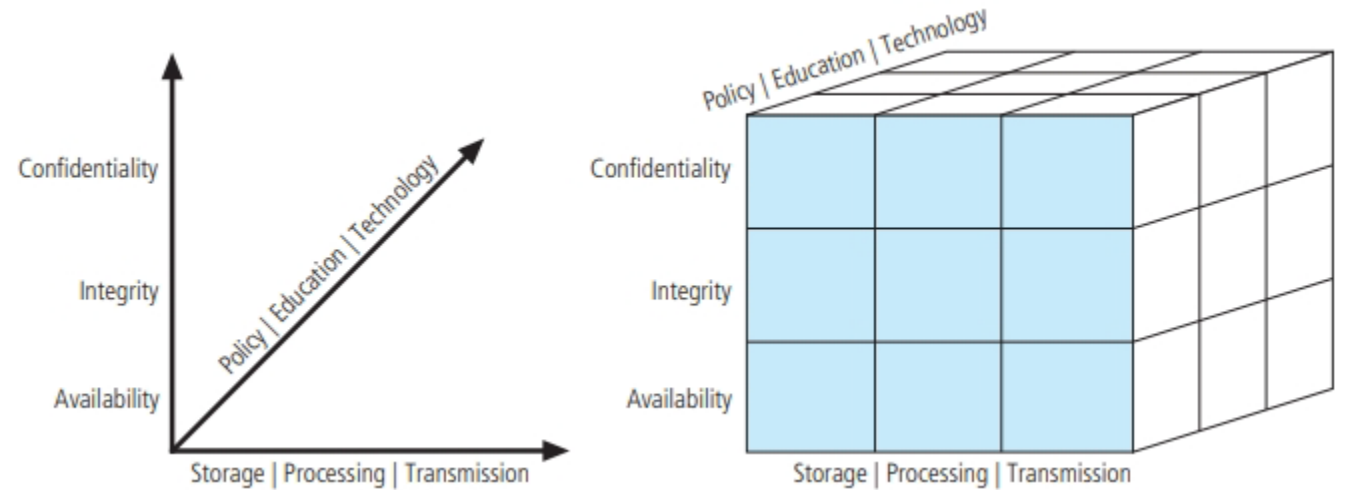 Confidentiality
Integrity
Availability
Policy | Education | Technology
Storage | Processing | Transmission
Policy | Education | Technology
Confidentiality
Integrity
Availability
Storage | Processing | Transmission